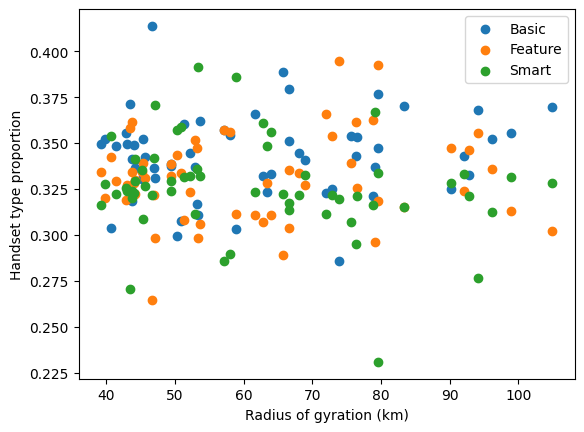 Basic
Feature
Smart
Handset type proportion
0.400
0.375
0.350
0.325
0.300
0.275
0.250
0.225
40 50 60 70 80 90 100
Radius of gyration (km)